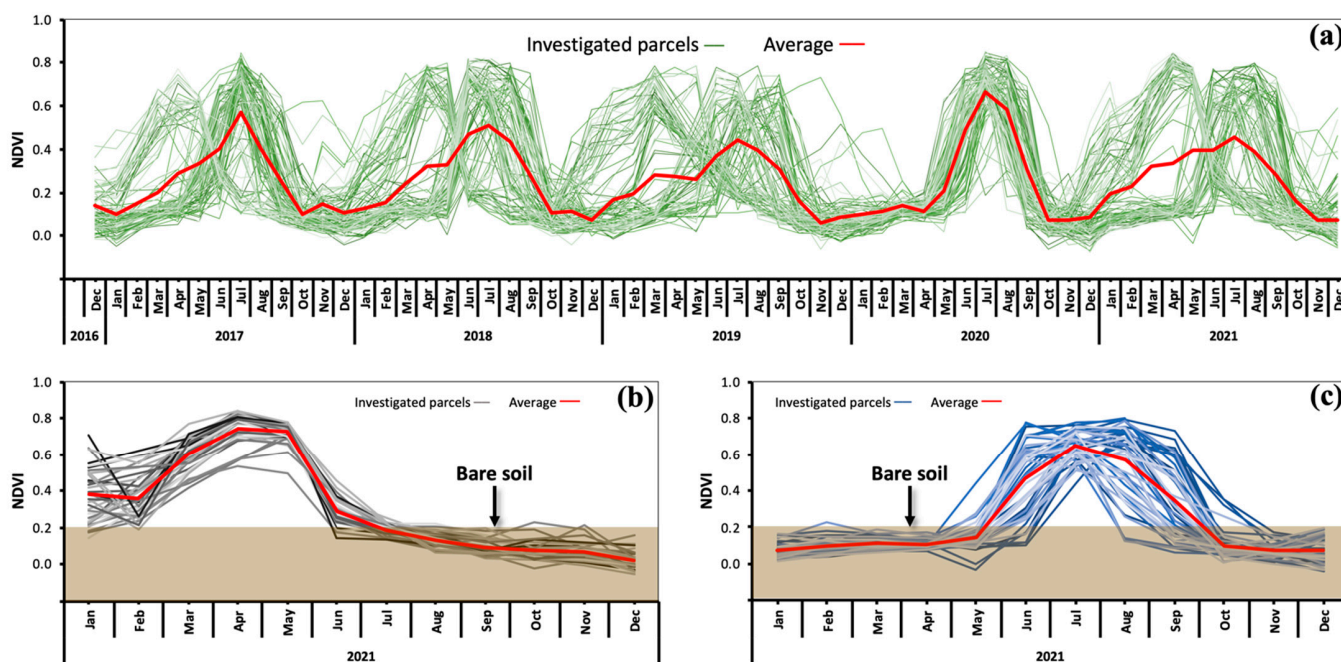 (a)
Investigated parcels Average
NDVI
1.0
0.8
0.6
0.4
0.2
0.0
Dec Jan Feb Mar Apr May Jun Jul Aug Sep Oct Nov Dec Jan Feb Mar Apr May Jun Jul Aug Sep Oct Nov Dec Jan Feb Mar Apr May Jun Jul Aug Sep Oct Nov Dec Jan Feb Mar Apr May Jun Jul Aug Sep Oct Nov Dec Jan Feb Mar Apr May Jun Jul Aug Sep Oct Nov Dec
2016 2017 2018 2019 2020 2021
(b)
Investigated parcels Average
Bare soil
NDVI
1.0
0.8
0.6
0.4
0.2
0.0
Jan Feb Mar Apr May Jun Jul Aug Sep Oct Nov Dec
2021
(c)
Investigated parcels Average
Bare soil
NDVI
1.0
0.8
0.6
0.4
0.2
0.0
Jan Feb Mar Apr May Jun Jul Aug Sep Oct Nov Dec
2021